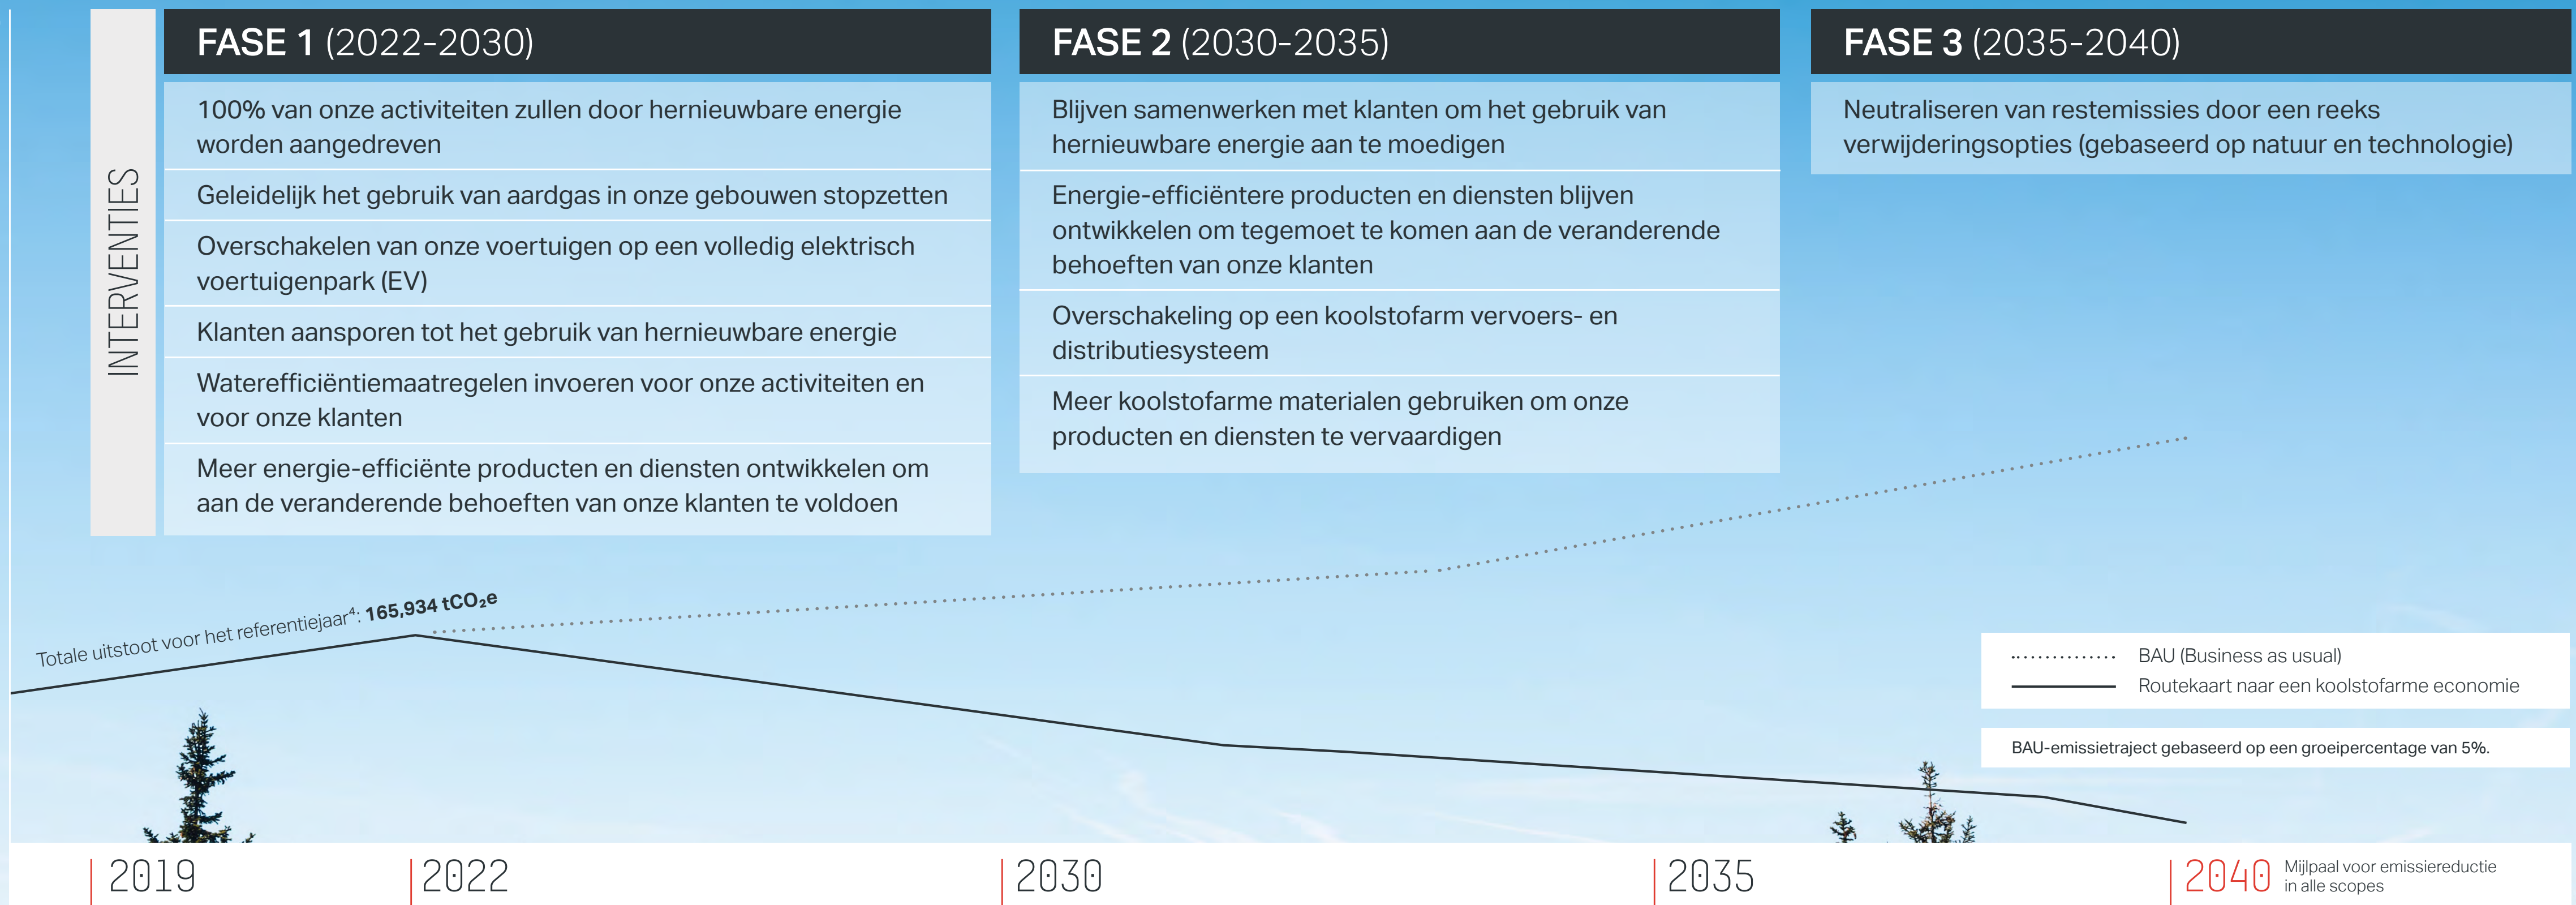 INTERVENTIES
FASE 1 (2022-2030)
100% van onze activiteiten zullen door hernieuwbare energie
worden aangedreven
Geleidelijk het gebruik van aardgas in onze gebouwen stopzetten
Overschakelen van onze voertuigen op een volledig elektrisch
voertuigenpark (EV)
Klanten aansporen tot het gebruik van hernieuwbare energie
Waterefficiëntiemaatregelen invoeren voor onze activiteiten en
voor onze klanten
Meer energie-efficiënte producten en diensten ontwikkelen om
aan de veranderende behoeften van onze klanten te voldoen
FASE 2 (2030-2035)
Blijven samenwerken met klanten om het gebruik van
hernieuwbare energie aan te moedigen
Energie-efficiëntere producten en diensten blijven
ontwikkelen om tegemoet te komen aan de veranderende
behoeften van onze klanten
Overschakeling op een koolstofarm vervoers- en
distributiesysteem
Meer koolstofarme materialen gebruiken om onze
producten en diensten te vervaardigen
FASE 3 (2035-2040)
Neutraliseren van restemissies door een reeks
verwijderingsopties (gebaseerd op natuur en technologie)
Totale uitstoot voor het referentiejaar⁴: 165,934 tCO₂e
BAU (Business as usual)
Routekaart naar een koolstofarme economie
BAU-emissietraject gebaseerd op een groeipercentage van 5%.
2019
2022
2030
2035
2040
Mijlpaal voor emissiereductie
in alle scopes